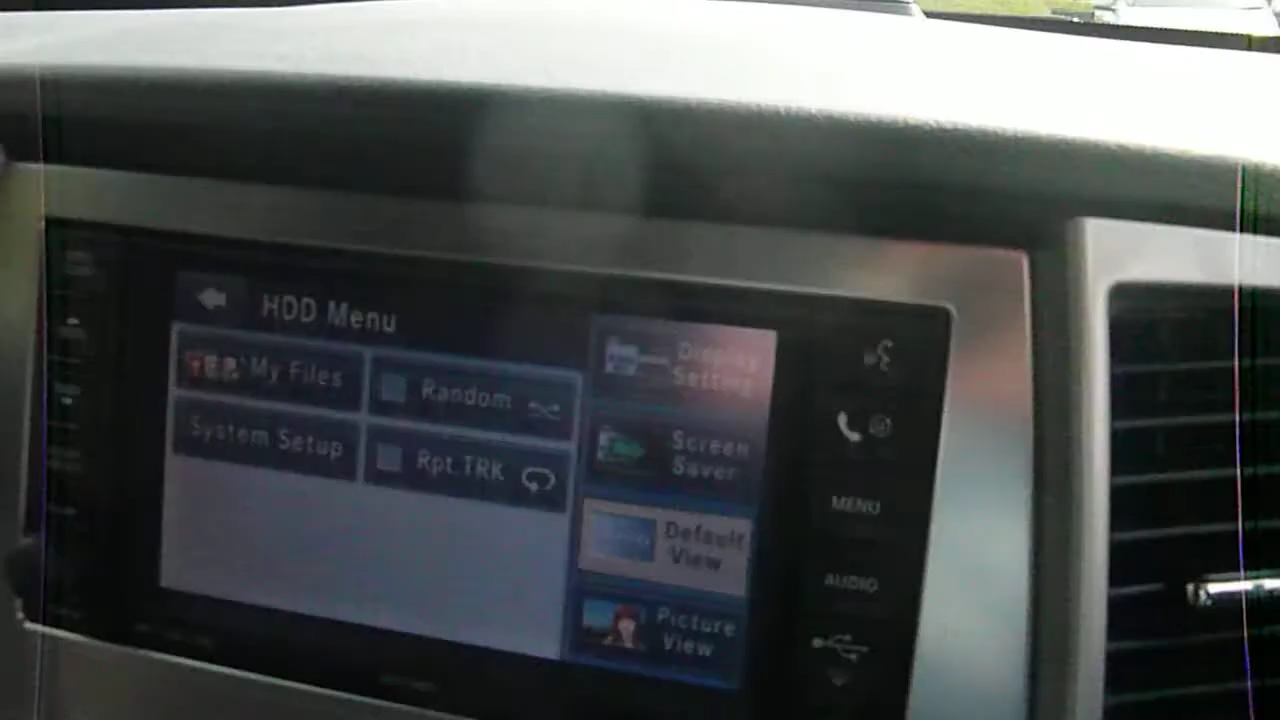 HDD Menu
My Files
Random
System Setup
Rpt.TRK
Display
Setting
Screen
Saver
Default
View
Picture
View
MENU
AUDIO